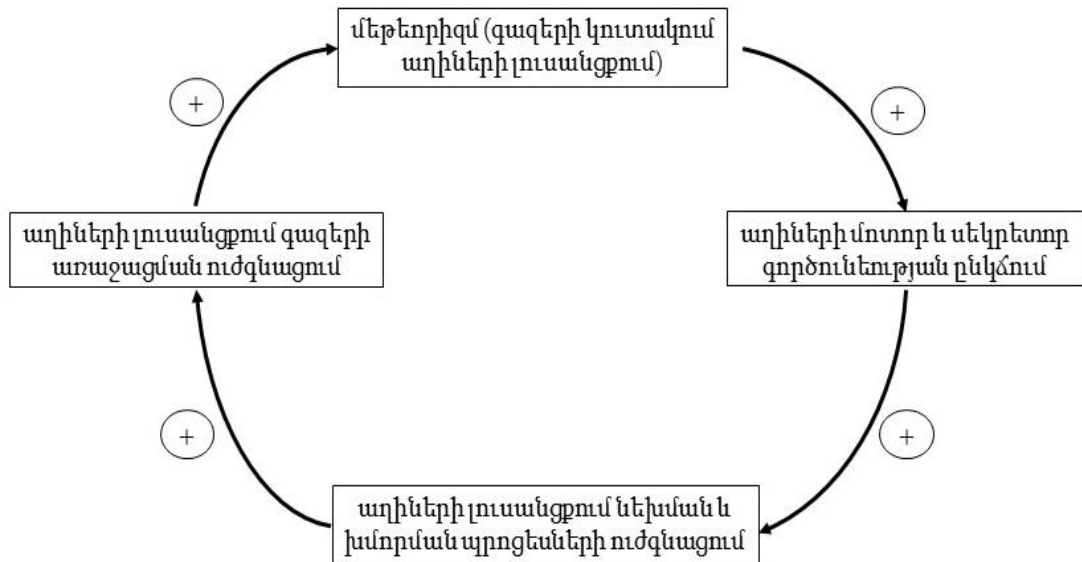 մեթեորիզմ (գազերի կուտակում
աղիների լուսանցքում)
+
+
աղիների լուսանցքում գազերի
առաջացման ուժգնացում
աղիների մոտոր և սեկրետոր
գործունեության ընկճում
+
+
աղիների լուսանցքում նեխման և
խմորման պրոցեսների ուժգնացում